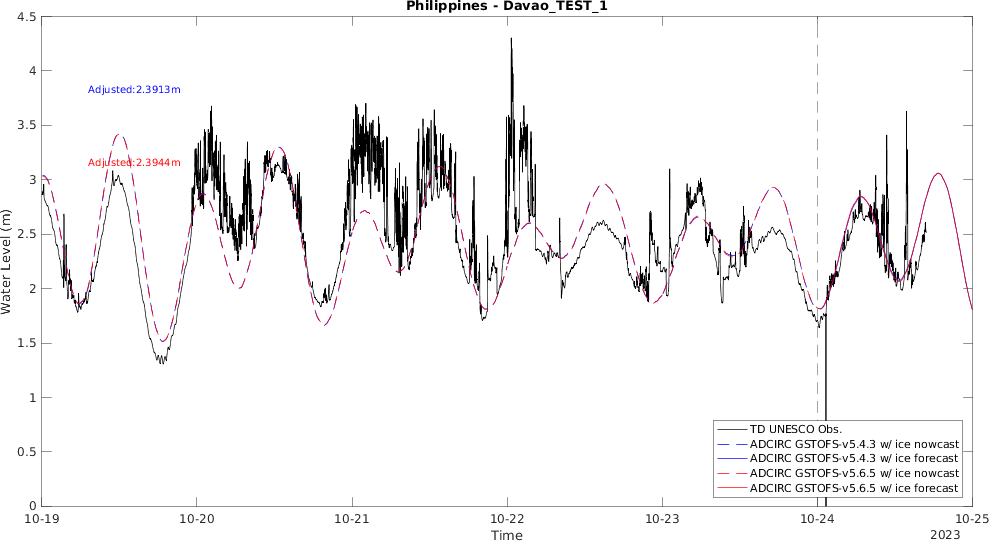 Philippines - Davao_TEST_1
4.5
4
3.5
3
2.5
2
1.5
1
0.5
0
Water Level (m)
Adjusted:2.3913m
Adjusted:2.3944m
TD UNESCO Obs.
ADCIRC GSTOFS-v5.4.3 w/ ice nowcast
ADCIRC GSTOFS-v5.4.3 w/ ice forecast
ADCIRC GSTOFS-v5.6.5 w/ ice nowcast
ADCIRC GSTOFS-v5.6.5 w/ ice forecast
10-19 10-20 10-21 10-22 10-23 10-24 10-25
Time
2023